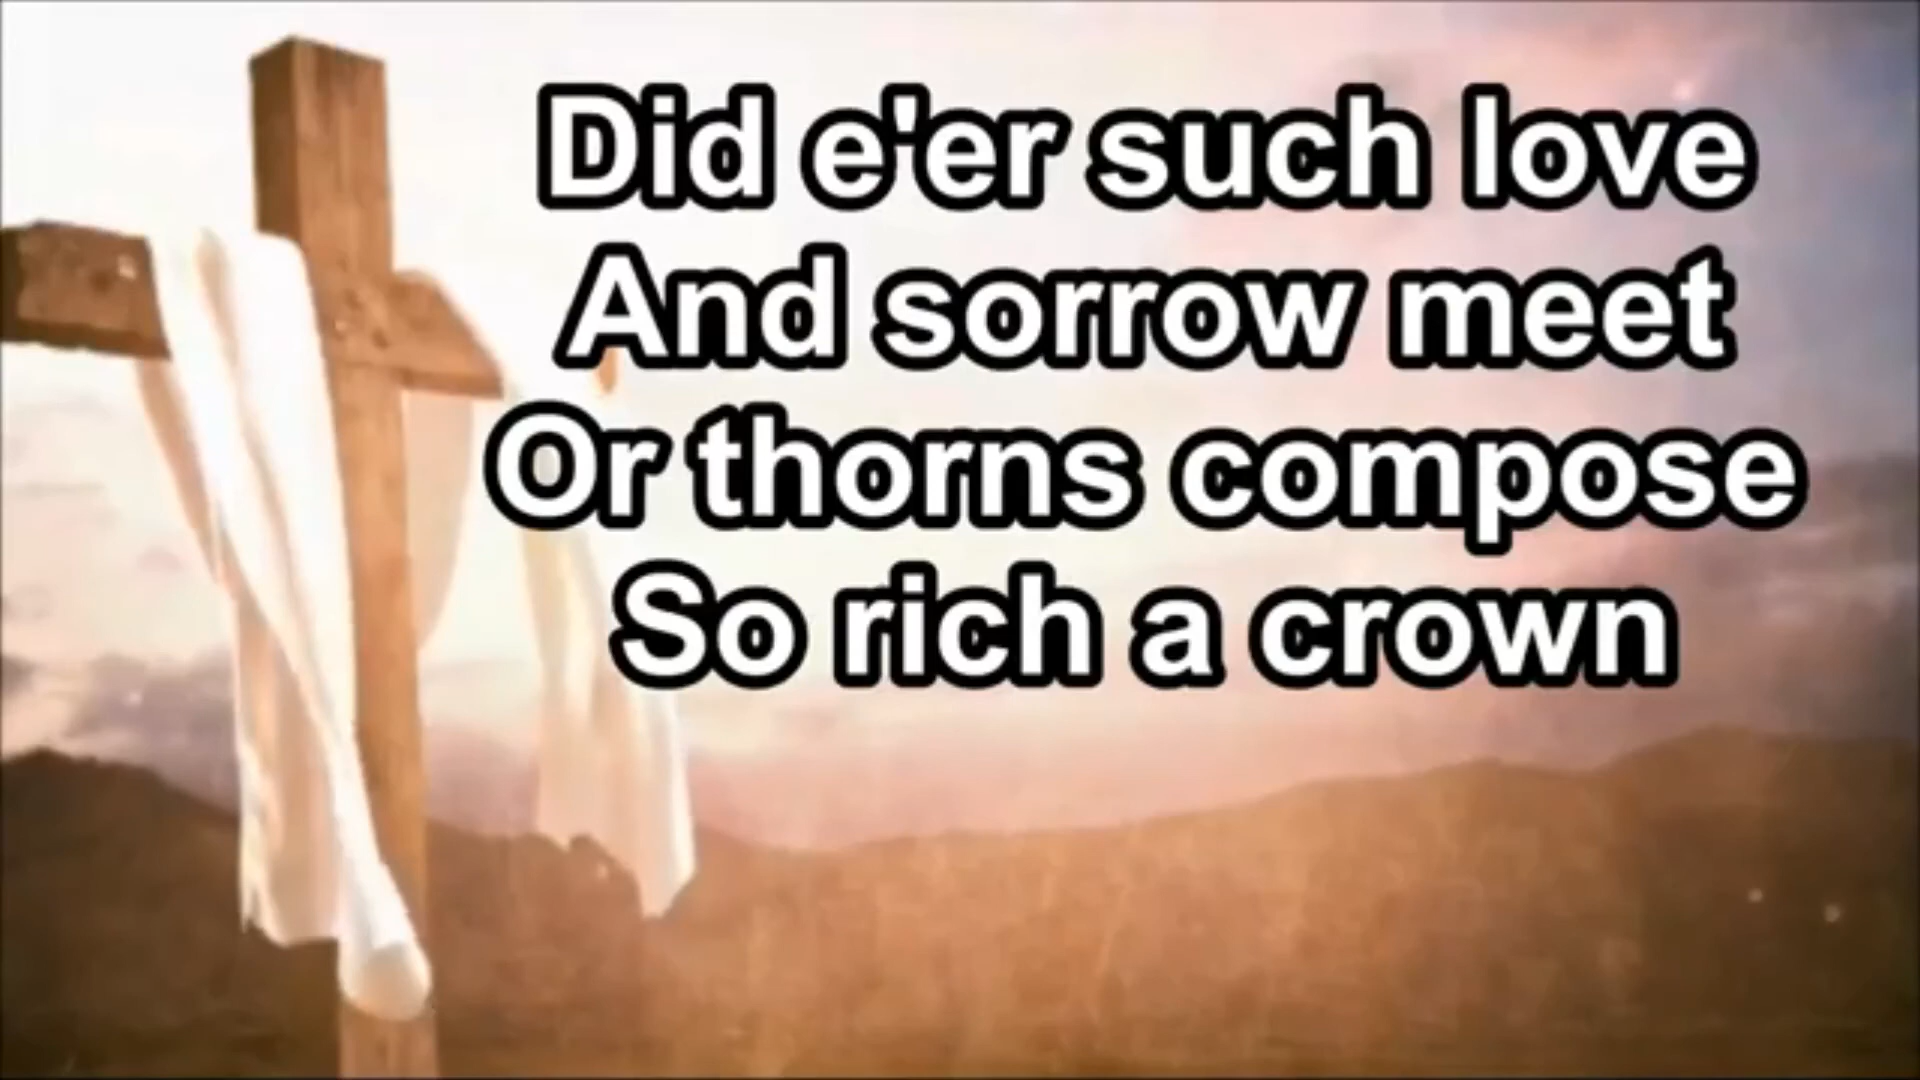 Did e'er such love
And sorrow meet
Or thorns compose
So rich a crown